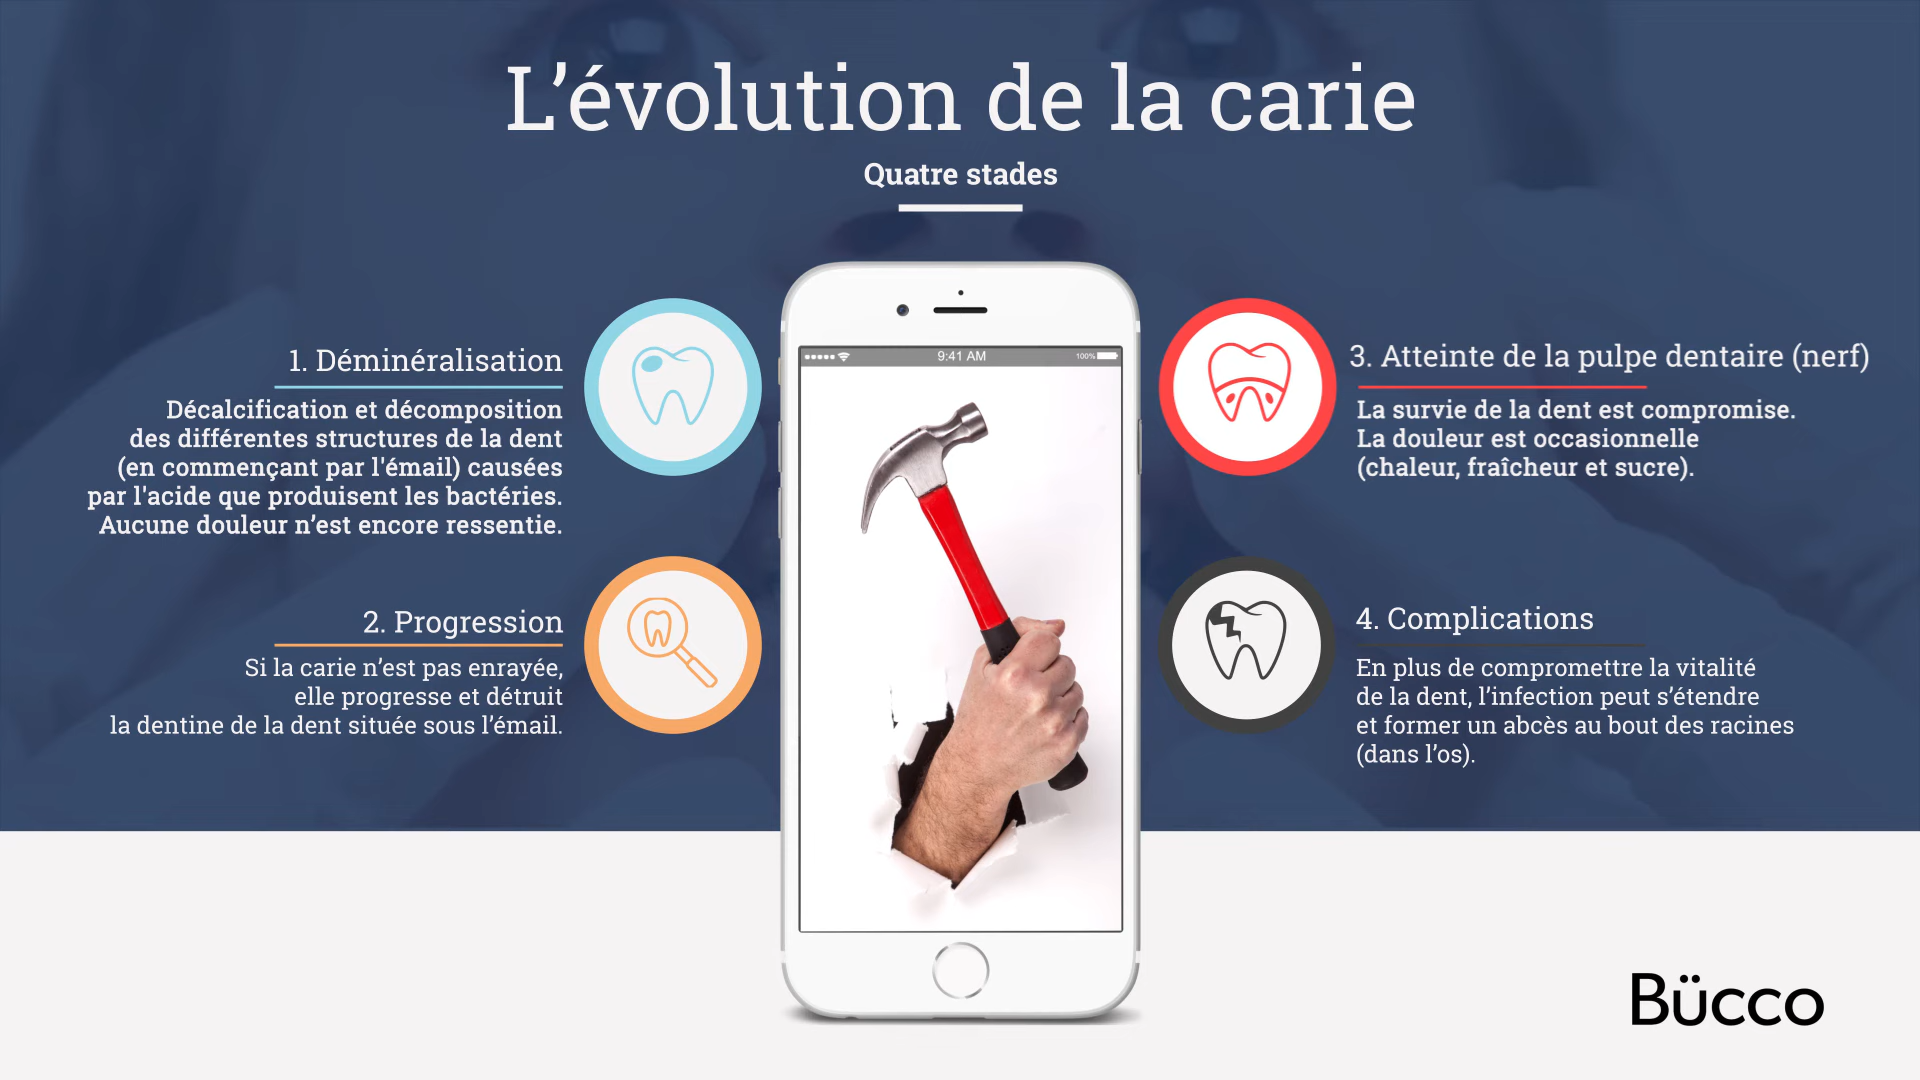 L’évolution de la carie
Quatre stades
1. Déminéralisation
Décalcification et décomposition
des différentes structures de la dent
(en commençant par l'émail) causées
par l'acide que produisent les bactéries.
Aucune douleur n’est encore ressentie.
2. Progression
Si la carie n’est pas enrayée,
elle progresse et détruit
la dentine de la dent située sous l’émail.
9:41 AM
100%
3. Atteinte de la pulpe dentaire (nerf)
La survie de la dent est compromise.
La douleur est occasionnelle
(chaleur, fraîcheur et sucre).
4. Complications
En plus de compromettre la vitalité
de la dent, l’infection peut s’étendre
et former un abcès au bout des racines
(dans l’os).
Bücco